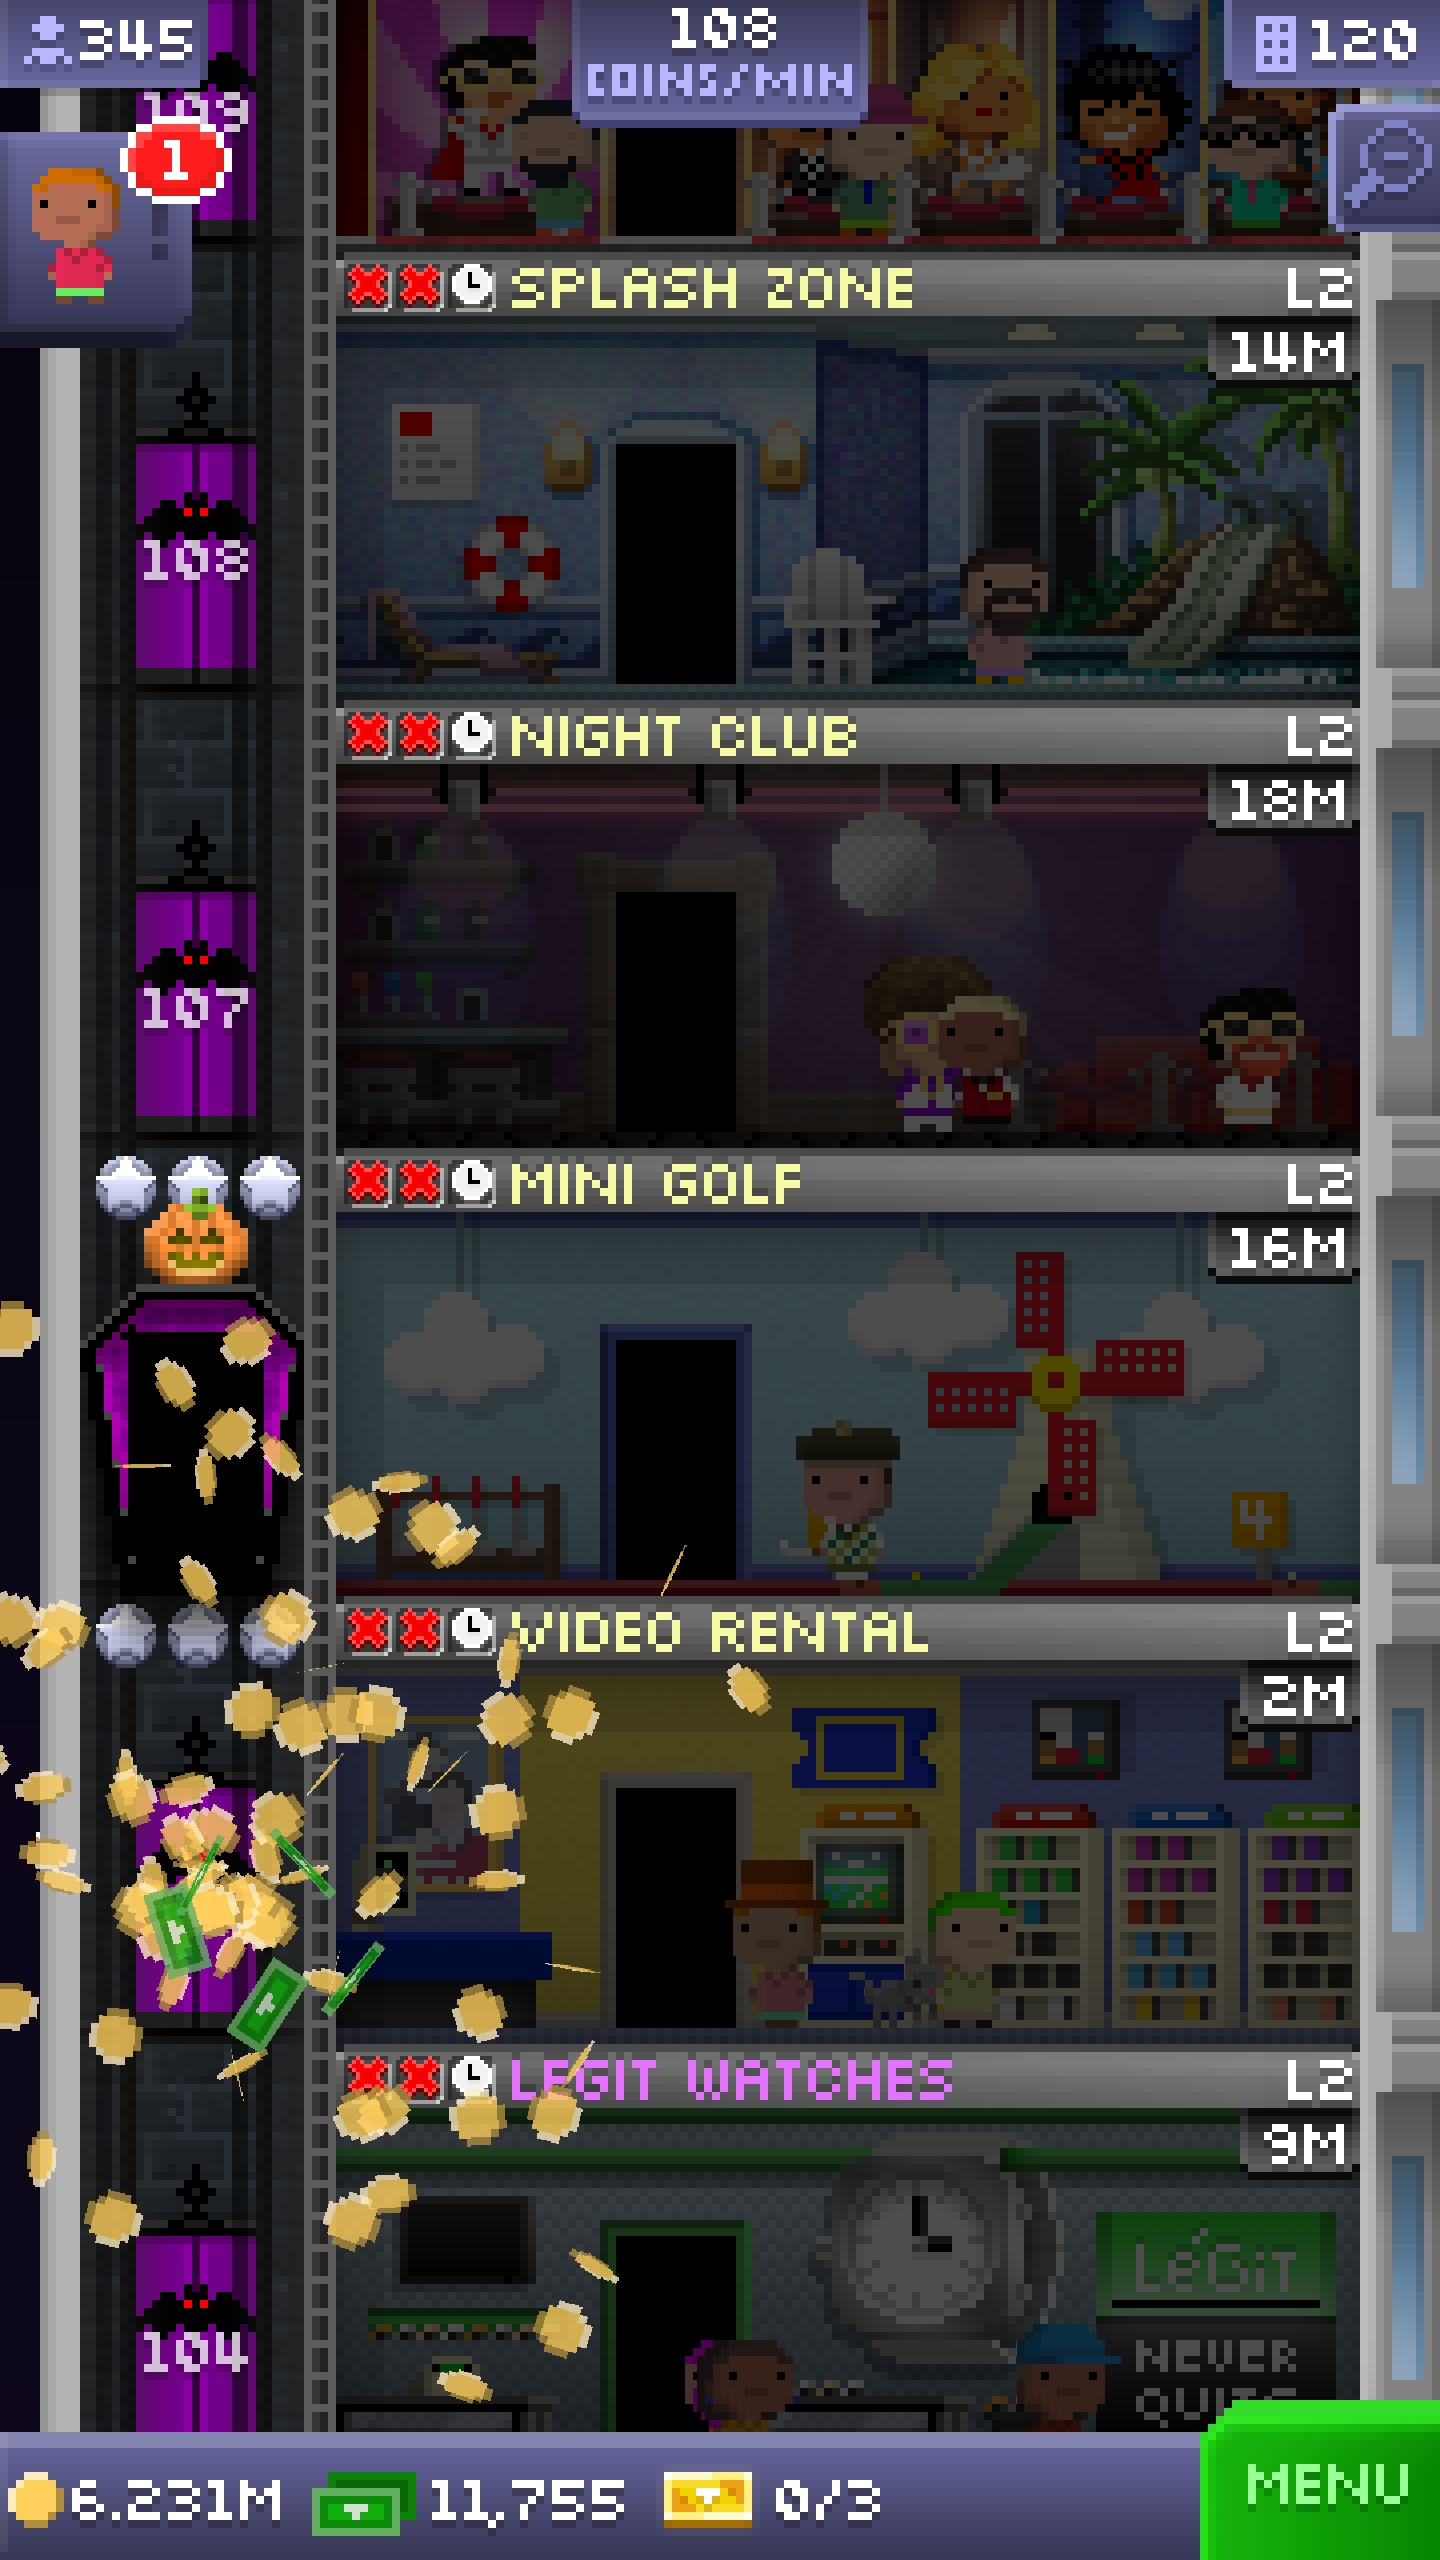 345
108
COINS/MIN
120
109
1
SPLASH ZONE
L2
14M
108
NIGHT CLUB
L2
18M
107
MINI GOLF
L2
16M
4
VIDEO RENTAL
L2
2M
LEGIT WATCHES
L2
9M
LéGiT
104
NEVER
QUITS
6.231M
11,755
0/3
MENU